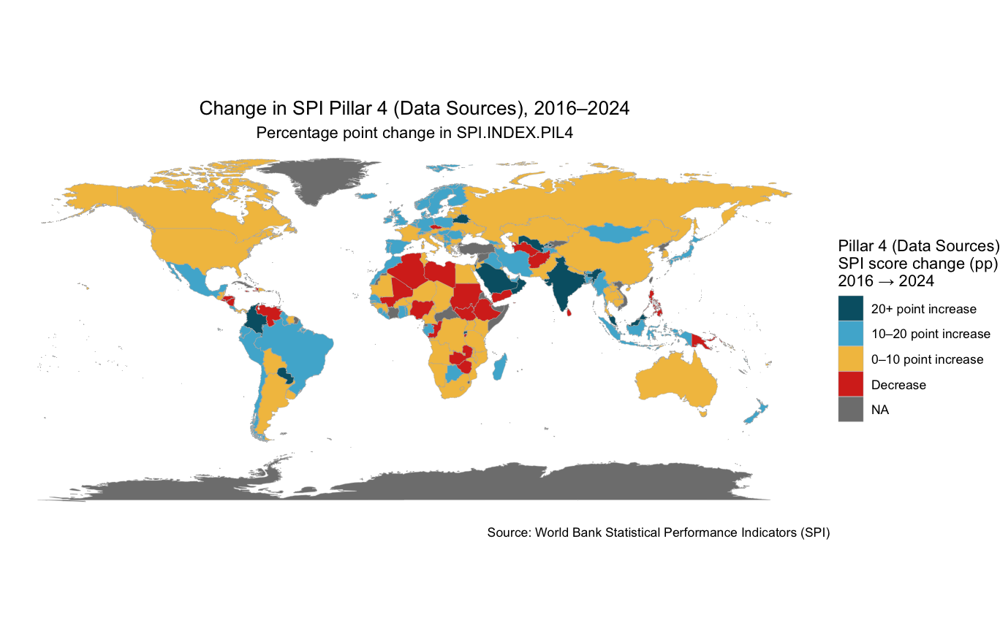 Change in SPI Pillar 4 (Data Sources), 2016–2024
Percentage point change in SPI.INDEX.PIL4
Pillar 4 (Data Sources)
SPI score change (pp)
2016 → 2024
20+ point increase
10–20 point increase
0–10 point increase
Decrease
NA
Source: World Bank Statistical Performance Indicators (SPI)